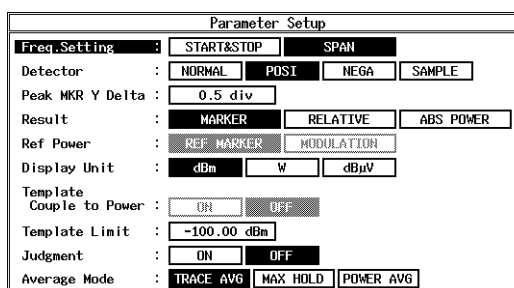 Parameter Setup
Freq.Setting : START&STOP SPAN
Detector : NORMAL POSI NEGA SAMPLE
Peak MKR Y Delta : 0.5 div
Result : MARKER RELATIVE ABS POWER
Ref Power : REF MARKER MODULATION
Display Unit : dBm W dBµV
Template
Couple to Power : ON OFF
Template Limit : -100.00 dBm
Judgment : ON OFF
Average Mode : TRACE AVG MAX HOLD POWER AVG